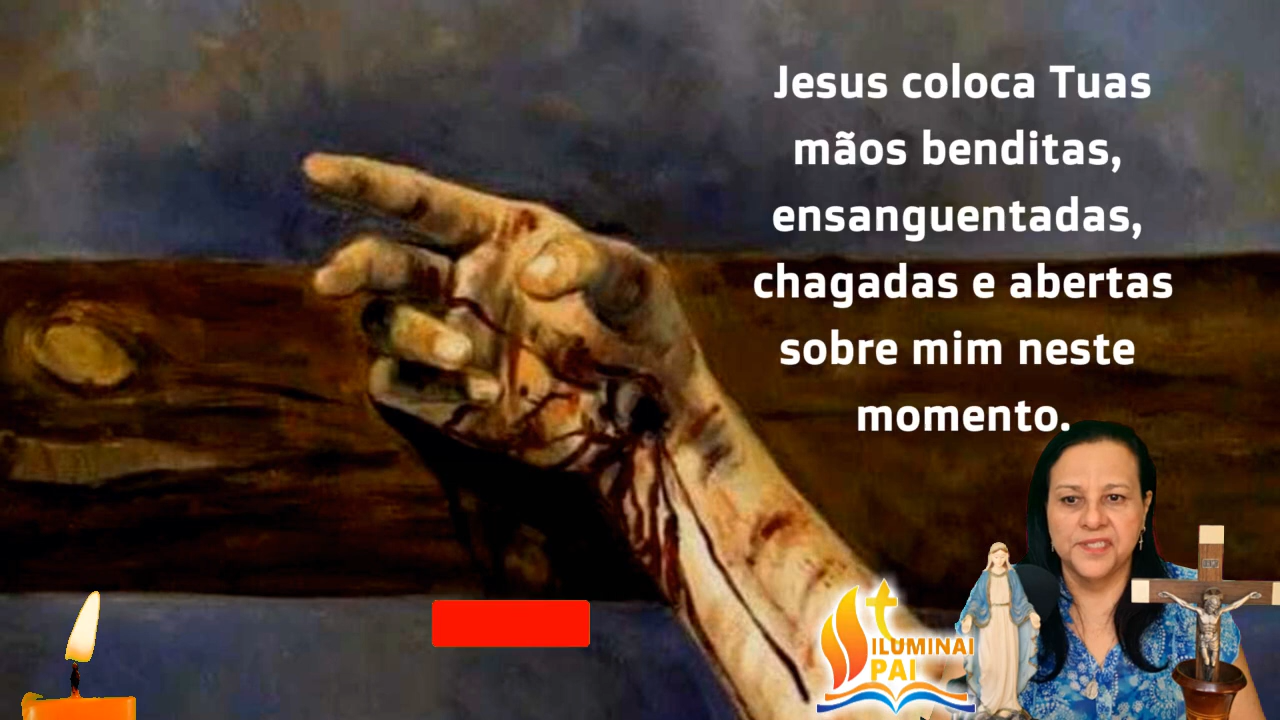 Jesus coloca Tuas
mãos benditas,
ensanguentadas,
chagadas e abertas
sobre mim neste
momento.
ILUMINAI
PAI